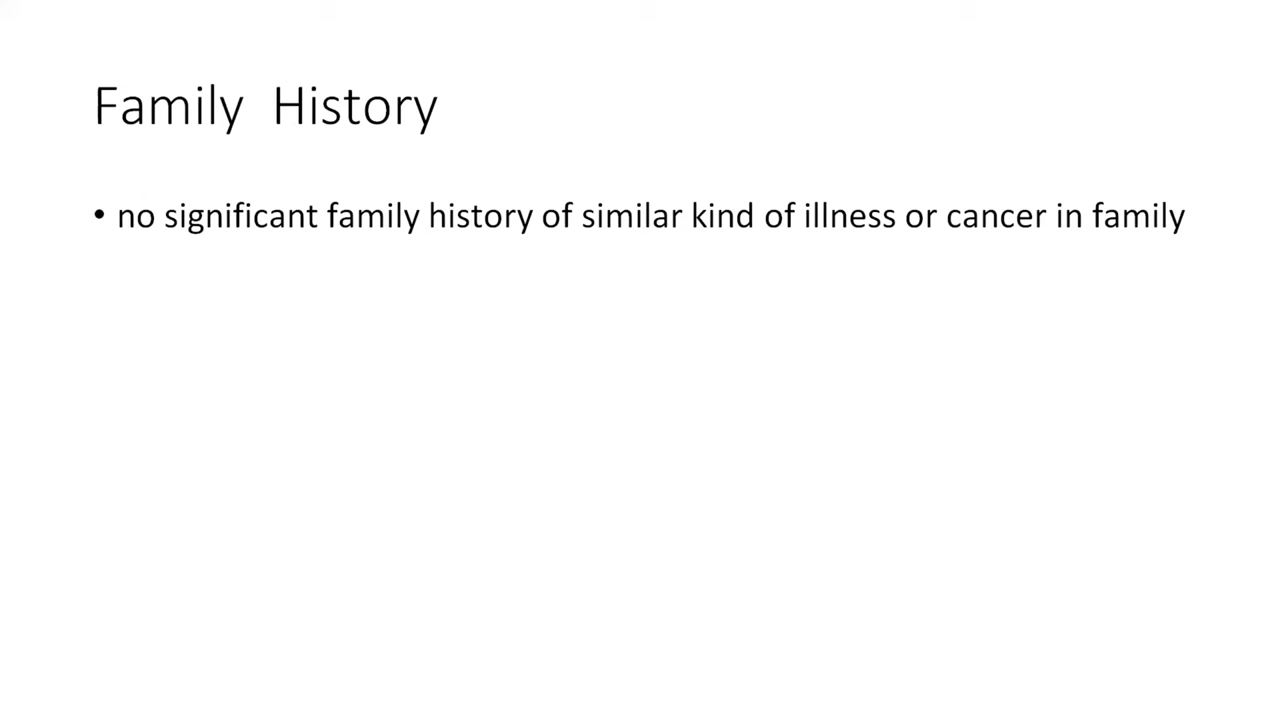 Family  History
• no significant family history of similar kind of illness or cancer in family